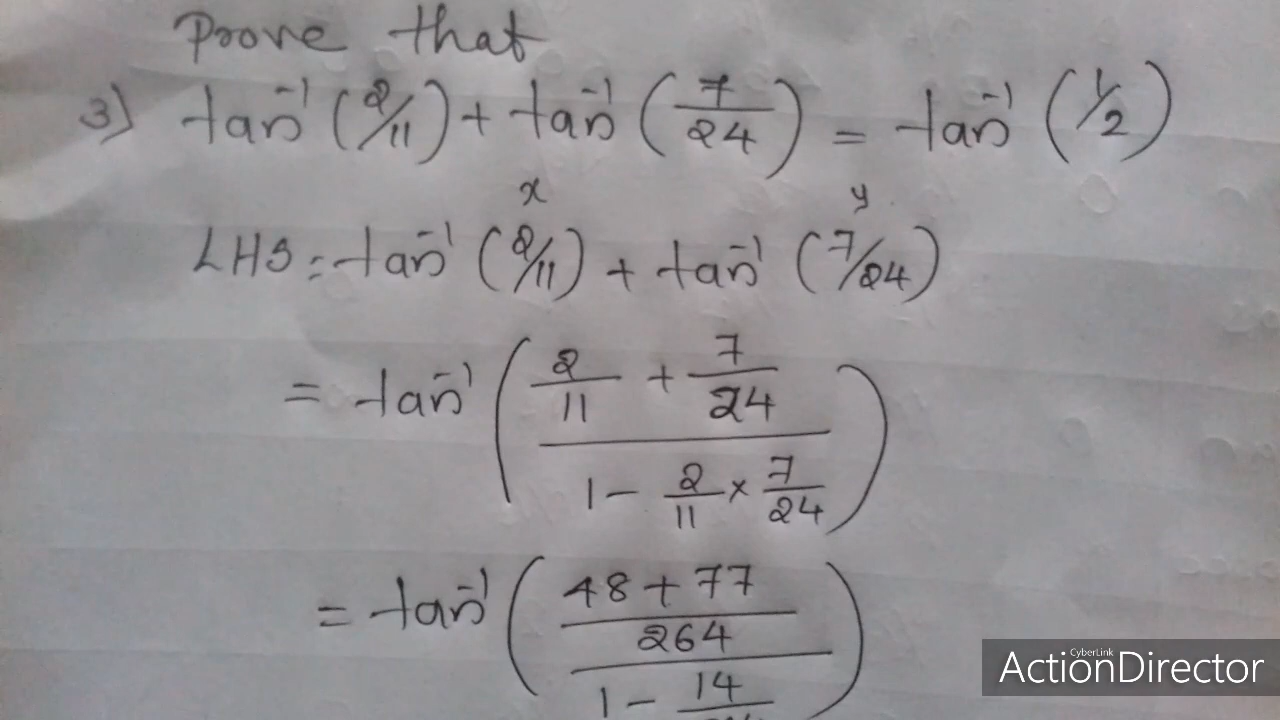 Prove that
3) tan⁻¹ (2/11) + tan⁻¹ (7/24) = tan⁻¹ (1/2)
x y
LHS = tan⁻¹ (2/11) + tan⁻¹ (7/24)
= tan⁻¹ ( (2/11 + 7/24) / (1 - 2/11 × 7/24) )
= tan⁻¹ ( ((48 + 77)/264) / (1 - 14/
CyberLink
ActionDirector